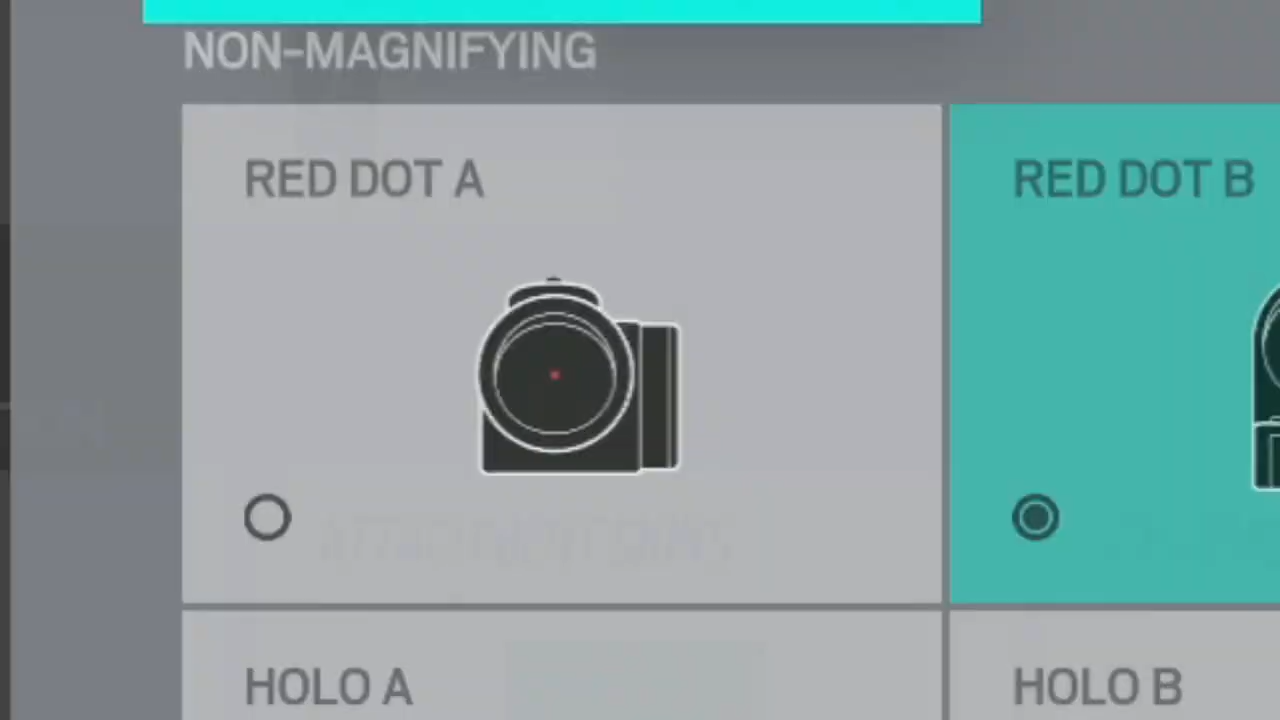 NON-MAGNIFYING
RED DOT A
RED DOT B
HOLO A
HOLO B